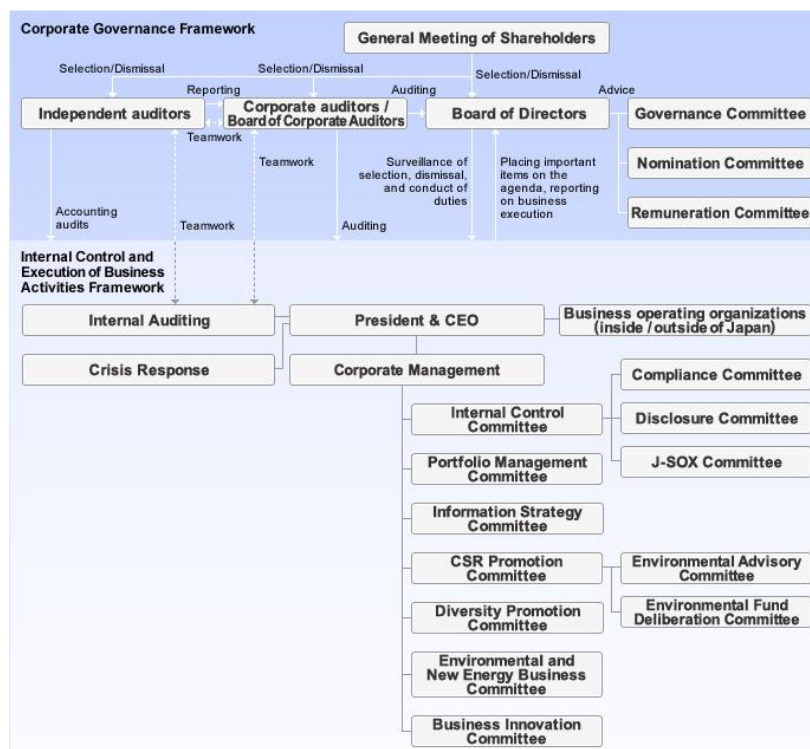 Corporate Governance Framework
General Meeting of Shareholders
Selection/Dismissal
Selection/Dismissal
Selection/Dismissal
Reporting
Auditing
Advice
Independent auditors
Corporate auditors /
Board of Corporate Auditors
Board of Directors
Governance Committee
Teamwork
Teamwork
Surveillance of
selection, dismissal,
and conduct of
duties
Placing important
items on the
agenda, reporting
on business
execution
Nomination Committee
Accounting
audits
Teamwork
Auditing
Remuneration Committee
Internal Control and
Execution of Business
Activities Framework
Internal Auditing
President & CEO
Business operating organizations
(inside / outside of Japan)
Crisis Response
Corporate Management
Compliance Committee
Internal Control
Committee
Disclosure Committee
Portfolio Management
Committee
J-SOX Committee
Information Strategy
Committee
CSR Promotion
Committee
Environmental Advisory
Committee
Diversity Promotion
Committee
Environmental Fund
Deliberation Committee
Environmental and
New Energy Business
Committee
Business Innovation
Committee